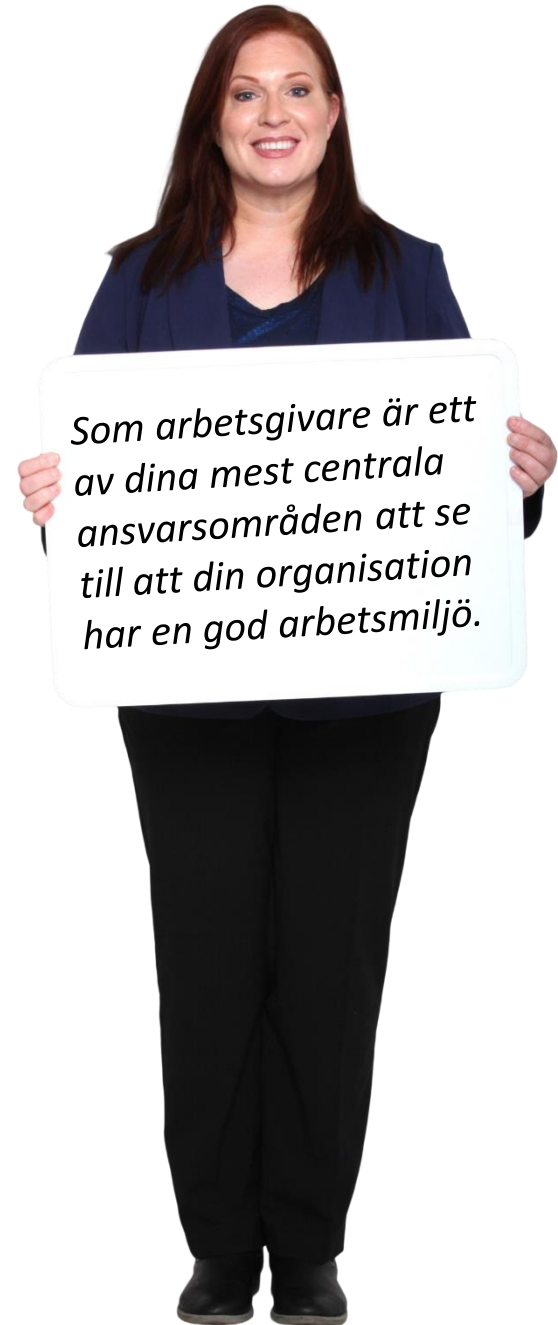 Som arbetsgivare är ett
av dina mest centrala
ansvarsområden att se
till att din organisation
har en god arbetsmiljö.